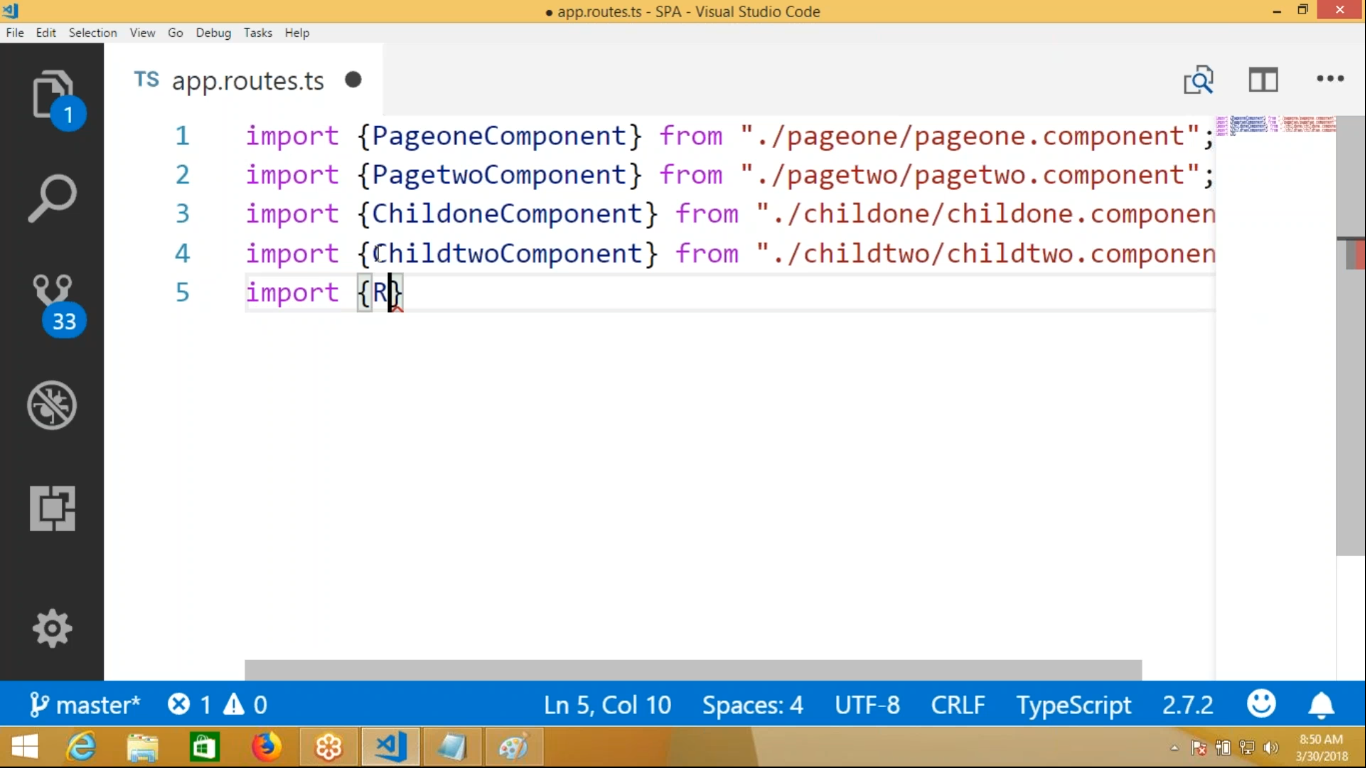 ● app.routes.ts - SPA - Visual Studio Code
File Edit Selection View Go Debug Tasks Help
TS app.routes.ts ●
1
1 import {PageoneComponent} from "./pageone/pageone.component";
2 import {PagetwoComponent} from "./pagetwo/pagetwo.component";
3 import {ChildoneComponent} from "./childone/childone.componen
4 import {ChildtwoComponent} from "./childtwo/childtwo.componen
5 import {R}
33
master* 1 0 Ln 5, Col 10 Spaces: 4 UTF-8 CRLF TypeScript 2.7.2
8:50 AM
3/30/2018